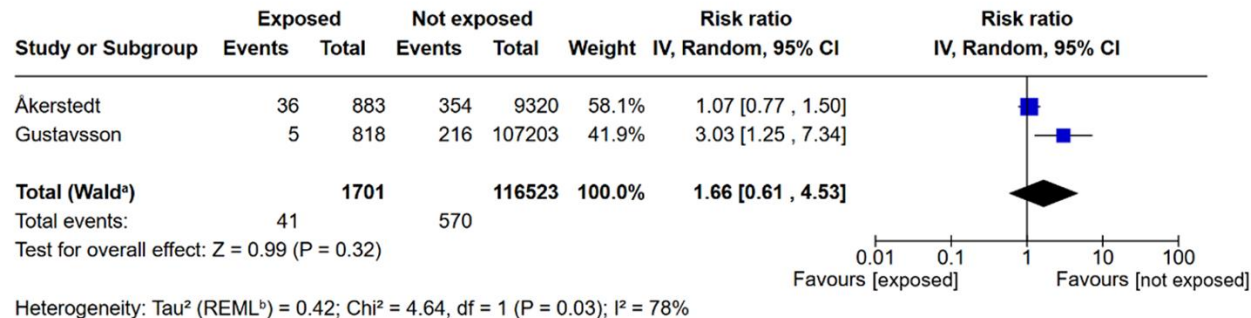 Exposed Not exposed Risk ratio Risk ratio
Study or Subgroup Events Total Events Total Weight IV, Random, 95% CI IV, Random, 95% CI
Åkerstedt 36 883 354 9320 58.1% 1.07 [0.77 , 1.50]
Gustavsson 5 818 216 107203 41.9% 3.03 [1.25 , 7.34]
Total (Waldᵃ) 1701 116523 100.0% 1.66 [0.61 , 4.53]
Total events: 41 570
Test for overall effect: Z = 0.99 (P = 0.32)
0.01 0.1 1 10 100
Favours [exposed] Favours [not exposed]
Heterogeneity: Tau² (REMLᵇ) = 0.42; Chi² = 4.64, df = 1 (P = 0.03); I² = 78%